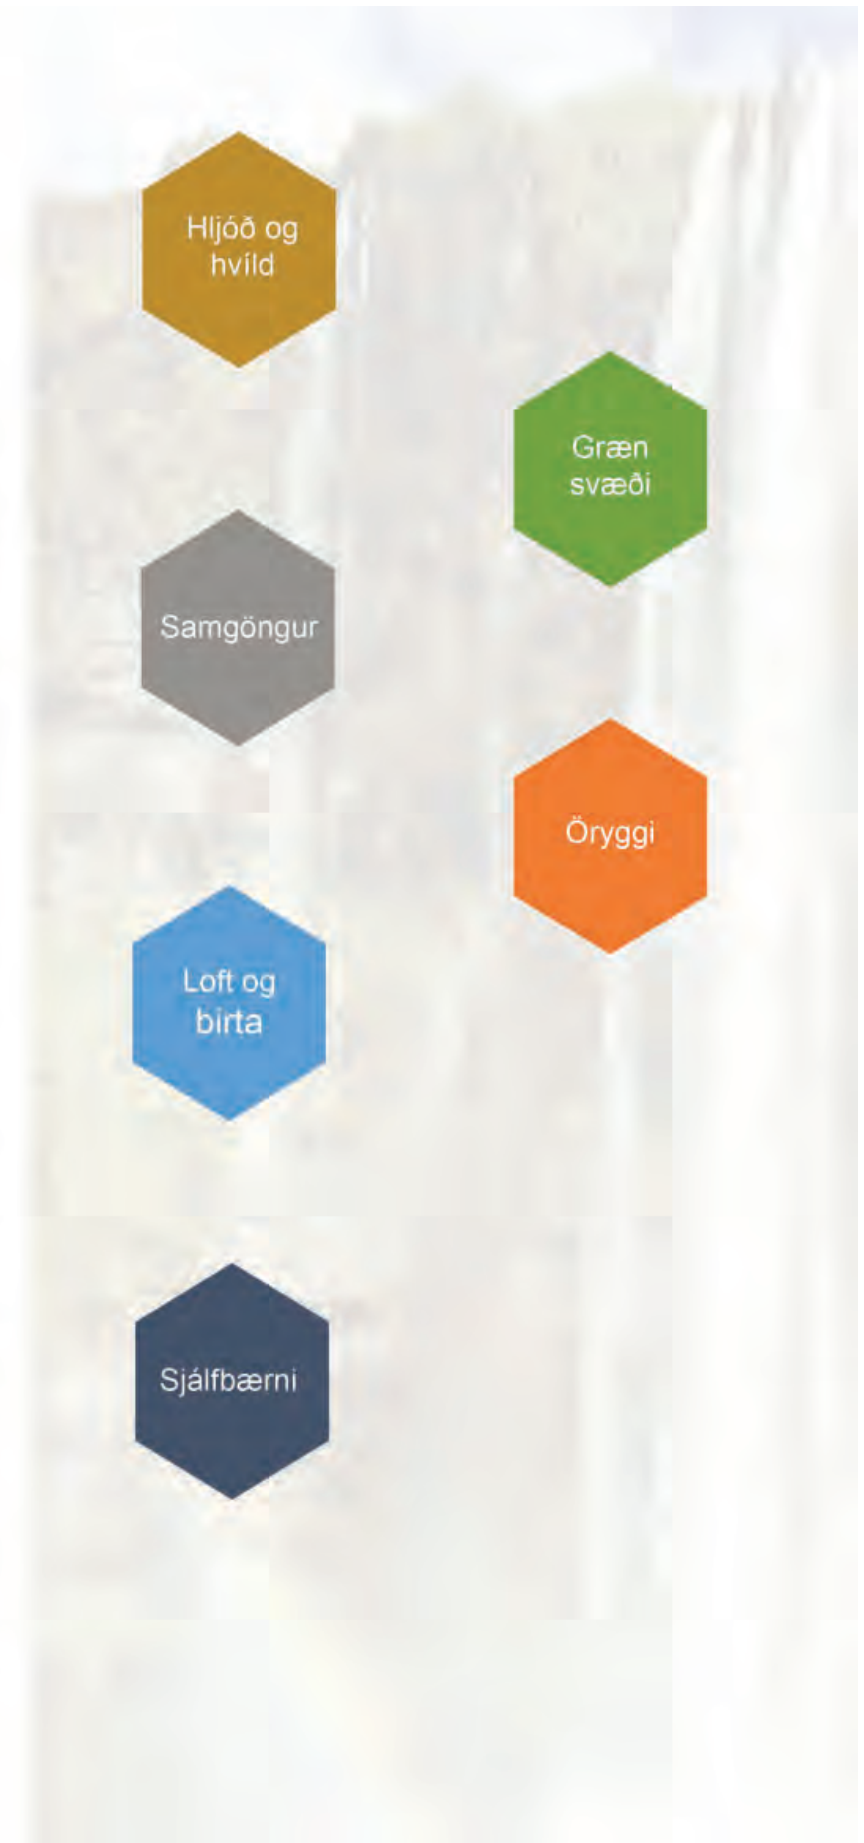 Hljóð og
hvíld
Græn
svæði
Samgöngur
Öryggi
Loft og
birta
Sjálfbærni